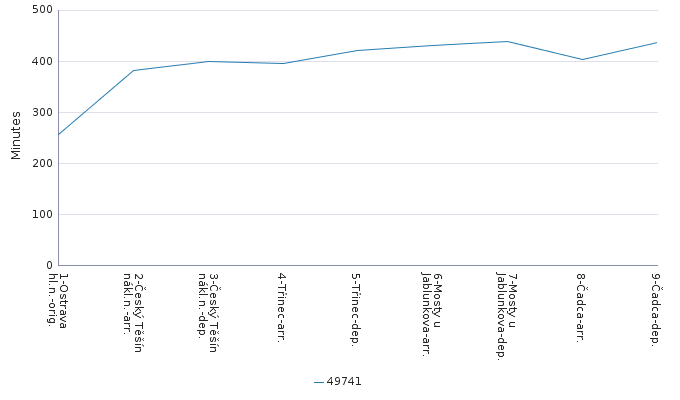 500
400
300
200
100
0
Minutes
1-Ostrava
hl.n.-orig.
2-Český Těšín
nákl.n.-arr.
3-Český Těšín
nákl.n.-dep.
4-Třinec-arr.
5-Třinec-dep.
6-Mosty u
Jablunkova-arr.
7-Mosty u
Jablunkova-dep.
8-Čadca-arr.
9-Čadca-dep.
49741